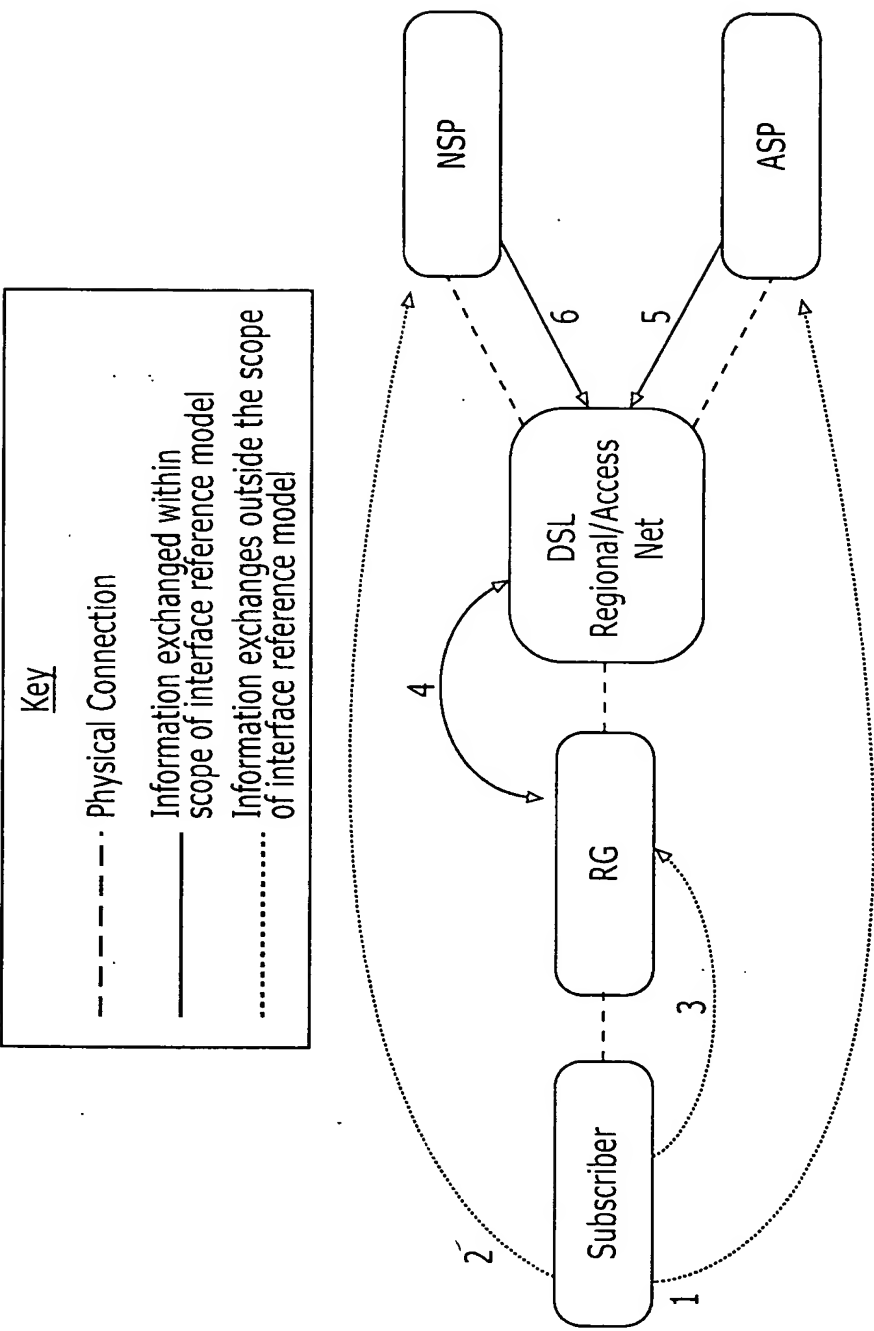 Key
Physical Connection
Information exchanged within
scope of interface reference model
Information exchanges outside the scope
of interface reference model
2
1
Subscriber
3
RG
4
DSL
Regional/Access
Net
6
5
NSP
ASP